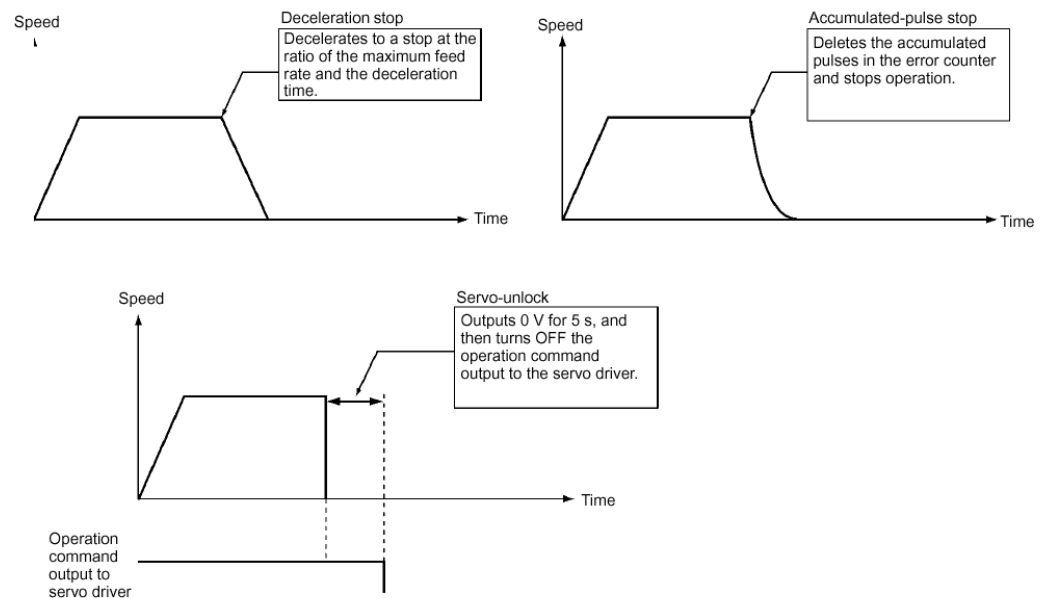 Speed
Deceleration stop
Decelerates to a stop at the
ratio of the maximum feed
rate and the deceleration
time.
Time
Speed
Accumulated-pulse stop
Deletes the accumulated
pulses in the error counter
and stops operation.
Time
Speed
Servo-unlock
Outputs 0 V for 5 s, and
then turns OFF the
operation command
output to the servo driver.
Time
Operation
command
output to
servo driver